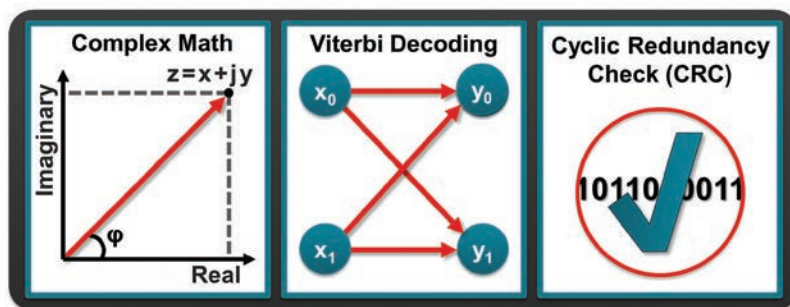 Complex Math
z=x+jy
Imaginary
φ
Real
Viterbi Decoding
x0
y0
x1
y1
Cyclic Redundancy
Check (CRC)
10110 0011